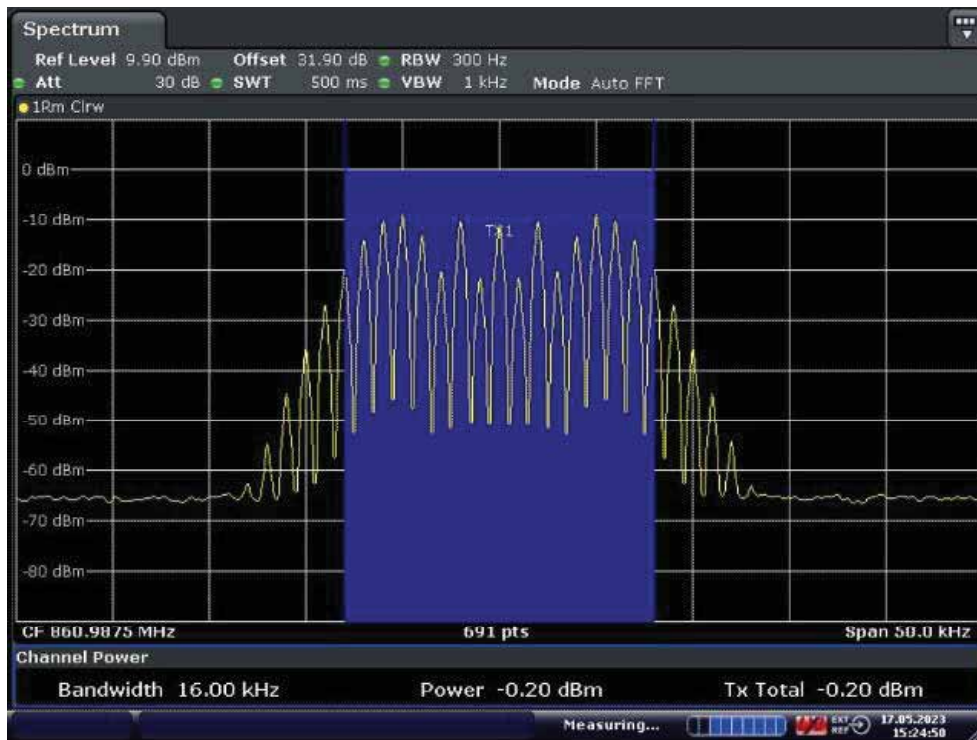 Spectrum
Ref Level 9.90 dBm Offset 31.90 dB RBW 300 Hz
Att 30 dB SWT 500 ms VBW 1 kHz Mode Auto FFT
1Rm Clrw
0 dBm
-10 dBm
TX1
-20 dBm
-30 dBm
-40 dBm
-50 dBm
-60 dBm
-70 dBm
-80 dBm
CF 860.9875 MHz 691 pts Span 50.0 kHz
Channel Power
Bandwidth 16.00 kHz Power -0.20 dBm Tx Total -0.20 dBm
Measuring... EXT REF 17.05.2023
15:24:50